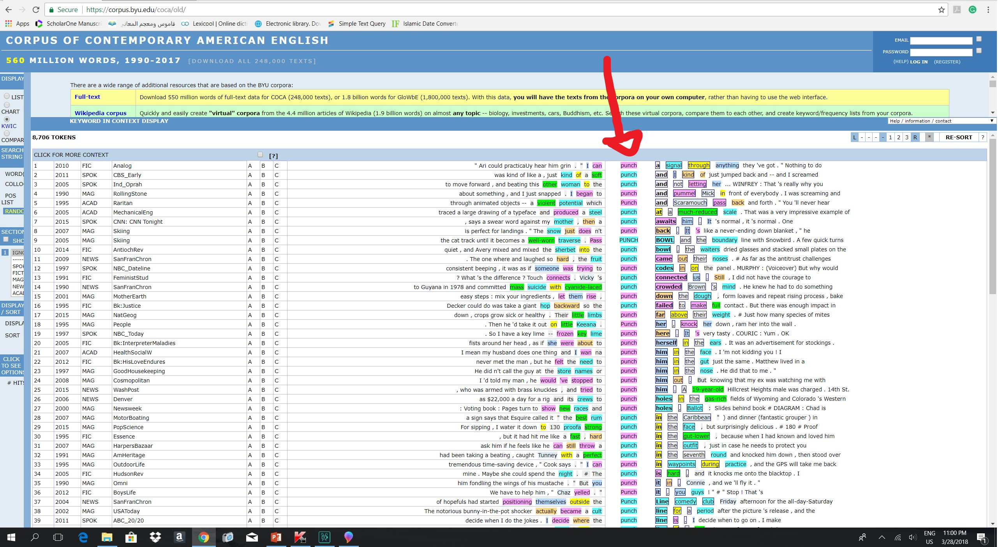 Secure https://corpus.byu.edu/coca/old/
Apps ScholarOne Manuscri قاموس ومعجم المعاني Lexicool | Online dicti Electronic library. Do Simple Text Query IF Islamic Date Converte
CORPUS OF CONTEMPORARY AMERICAN ENGLISH
560 MILLION WORDS, 1990-2017 [DOWNLOAD ALL 248,000 TEXTS]
EMAIL
PASSWORD
(HELP) LOG IN (REGISTER)
DISPLAY
LIST
CHART
KWIC
COMPAR
SEARCH
STRING
WORD(
COLLO
POS
LIST
RANDO
SECTION
SHO
1 IGNO
------
SPOK
FICT
MAG
NEW
ACAD
DISPLAY
/ SORT
DISPLA
SORT
CLICK
TO SEE
OPTIONS
# HITS
There are a wide range of additional resources that are based on the BYU corpora:
Full-text Download 550 million words of full-text data for COCA (248,000 texts), or 1.8 billion words for GloWbE (1,800,000 texts). With this data, you will have the texts from the corpora on your own computer, rather than having to use the web interface.
Wikipedia corpus Quickly and easily create "virtual" corpora from the 4.4 million articles of Wikipedia (1.9 billion words) on almost any topic -- biology, investments, cars, Buddhism, etc. Search these virtual corpora, compare them to each other, and create keyword/frequency lists from your corpora.
KEYWORD IN CONTEXT DISPLAY Help / information / contact
8,706 TOKENS L - - - - 1 2 3 R * RE-SORT ?
CLICK FOR MORE CONTEXT [?]
1 2010 FIC Analog A B C " Ari could practicaUy hear him grin . " I can punch a signal through anything they 've got . " Nothing to do
2 2011 SPOK CBS_Early A B C was kind of like a , just kind of a soft punch and I kind of just jumped back and -- and I screamed
3 2005 SPOK Ind_Oprah A B C to move forward , and beating this other woman to the punch and not letting her ... WINFREY : That 's really why you
4 1990 MAG RollingStone A B C about something , and I just snapped . I began to punch and pummel Mick in front of everybody . I was screaming and
5 1995 ACAD Raritan A B C through animated objects -- a violent potential which Punch and Scaramouch pass back and forth . " You 'll never hear
6 2005 ACAD MechanicalEng A B C traced a large drawing of a typeface and produced a steel punch at a much-reduced scale . That was a very impressive example of
7 2015 SPOK CNN: CNN Tonight A B C , says a swear word against my mother , then a punch awaits him . It 's normal , it 's normal . One
8 2007 MAG Skiing A B C is perfect for landings . " The snow just does n't punch back . It 's like a never-ending down blanket , " he
9 2005 MAG Skiing A B C the cat track until it becomes a well-worn traverse . Pass PUNCH BOWL and the boundary line with Snowbird . A few quick turns
10 2014 FIC AntiochRev A B C quiet , and Avery mixed and mixed the sherbet into the punch bowl , the waiters dried glasses and stacked small plates on the
11 2009 NEWS SanFranChron A B C . The one where and laughed so hard , the fruit punch came out their noses . # As far as the antitrust challenges
12 1997 SPOK NBC_Dateline A B C consistent beeping , it was as if someone was trying to punch codes in on the panel . MURPHY : (Voiceover) But why would
13 1991 FIC FeministStud A B C ? What 's the difference ? Touch connects . Vicky 's punch connected us . Still , I did not have the courage to
14 1990 NEWS SanFranChron A B C to Guyana in 1978 and committed mass suicide with cyanide-laced punch crowded Brown 's mind . He knew he had to do something
15 2001 MAG MotherEarth A B C easy steps : mix your ingredients , let them rise , punch down the dough , form loaves and repeat rising process , bake
16 1995 FIC Bk:Justice A B C Decker could do was take a giant hop backward so the punch failed to make full contact . But there was enough impact in
17 2015 MAG NatGeog A B C down , crops grow sick or healthy . Their little limbs punch far above their weight . # Just how many species of mites
18 1995 MAG People A B C . Then he 'd take it out on little Keeana . Punch her , knock her down , ram her into the wall .
19 1997 SPOK NBC_Today A B C . So I have a key lime -- frozen key lime punch here . It 's very tasty . COURIC : Yum . OK
20 2005 FIC Bk:InterpreterMaladies A B C fists around her head , as if she were about to punch herself in the ears . It was an advertisement for stockings .
21 2007 ACAD HealthSocialW A B C I mean my husband does one thing and I wan na punch him in the face . I 'm not kidding you ! I
22 2012 FIC Bk:HisLoveEndures A B C never met the man , but he felt the need to punch him in the gut just the same . Matthew lived in a
23 1997 MAG GoodHousekeeping A B C He did n't call the guy at the store names or punch him in the nose . He did that to me . "
24 2008 MAG Cosmopolitan A B C I 'd told my man , he would 've stopped to punch him out . But knowing that my ex was watching me with
25 2015 NEWS WashPost A B C , who was armed with brass knuckles , and tried to punch him . A 19-year-old Hillcrest Heights male was charged . 14th St.
26 2006 NEWS Denver A B C as $22,000 a day for a rig and its crews to punch holes in the gas-rich fields of Wyoming and Colorado 's Western
27 2000 MAG Newsweek A B C : Voting book : Pages turn to show new races and punch holes , Ballot : Slides behind book # DIAGRAM : Chad is
28 2007 MAG MotorBoating A B C a sign says that Esquire called it " the best rum punch in the Caribbean " ) and dinner (fantastic grouper ) in
29 2015 MAG PopScience A B C For sipping , I water it down to 130 proofa strong punch in the face , but surprisingly delicious . # 180 # Proof
30 1995 FIC Essence A B C , but it had hit me like a fast , hard punch in the gut-lower , because when I had known and loved him
31 2007 MAG HarpersBazaar A B C ask him if he feels like he can still throw a punch in the outfit , just in case he needs to protect you
32 1991 MAG AmHeritage A B C had been taking a beating , caught Tunney with a perfect punch in the seventh round and knocked him down , then stood over
33 1995 MAG OutdoorLife A B C tremendous time-saving device , " Cook says . " I can punch in waypoints during practice , and the GPS will take me back
34 2005 FIC HudsonRev A B C mine . Maybe she could spend the night . # The punch is hard , and it knocks me onto the blacktop . I
35 1990 MAG Omni A B C him fondling the wings of his mustache . " But you punch it in , Connie , and we 'll fly it . "
36 2012 FIC BoysLife A B C We have to help him , " Chaz yelled . " Punch it , you guys ! " # " Stop ! That 's
37 2004 NEWS SanFranChron A B C of hopefuls had started positioning themselves outside the Punch Line comedy club Friday afternoon for the all-day-Saturday
38 2002 MAG USAToday A B C The notorious bunny-in-the-pot shocker actually became a cult punch line for a period after the picture 's release , and the
39 2011 SPOK ABC_20/20 A B C decide when I do the jokes . I decide where the punch line is . I decide when to go on . I make
ENG 11:00 PM
US 3/28/2018 1